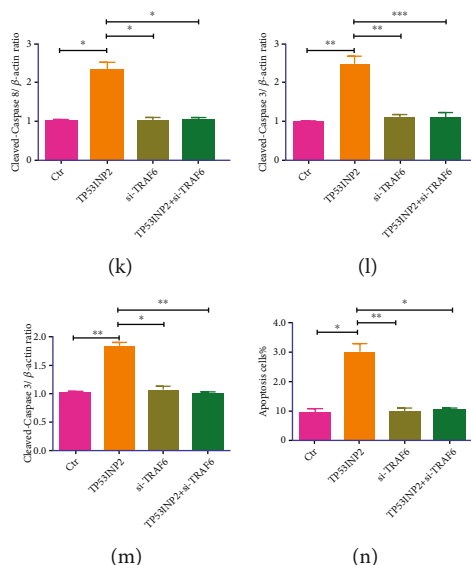 *
*
*
Cleaved-Caspase 8/ β-actin ratio
3
2
1
0
Ctr
TP53INP2
si-TRAF6
TP53INP2+si-TRAF6
(k)
***
**
**
Cleaved-Caspase 3/ β-actin ratio
3
2
1
0
Ctr
TP53INP2
si-TRAF6
TP53INP2+si-TRAF6
(l)
**
*
**
Cleaved-Caspase 3/ β-actin ratio
2.0
1.5
1.0
0.5
0.0
Ctr
TP53INP2
si-TRAF6
TP53INP2+si-TRAF6
(m)
*
**
*
Apoptosis cells%
4.0
3.0
2.0
10
0.0
Ctr
TP53INP2
si-TRAF6
TP53INP2+si-TRAF6
(n)